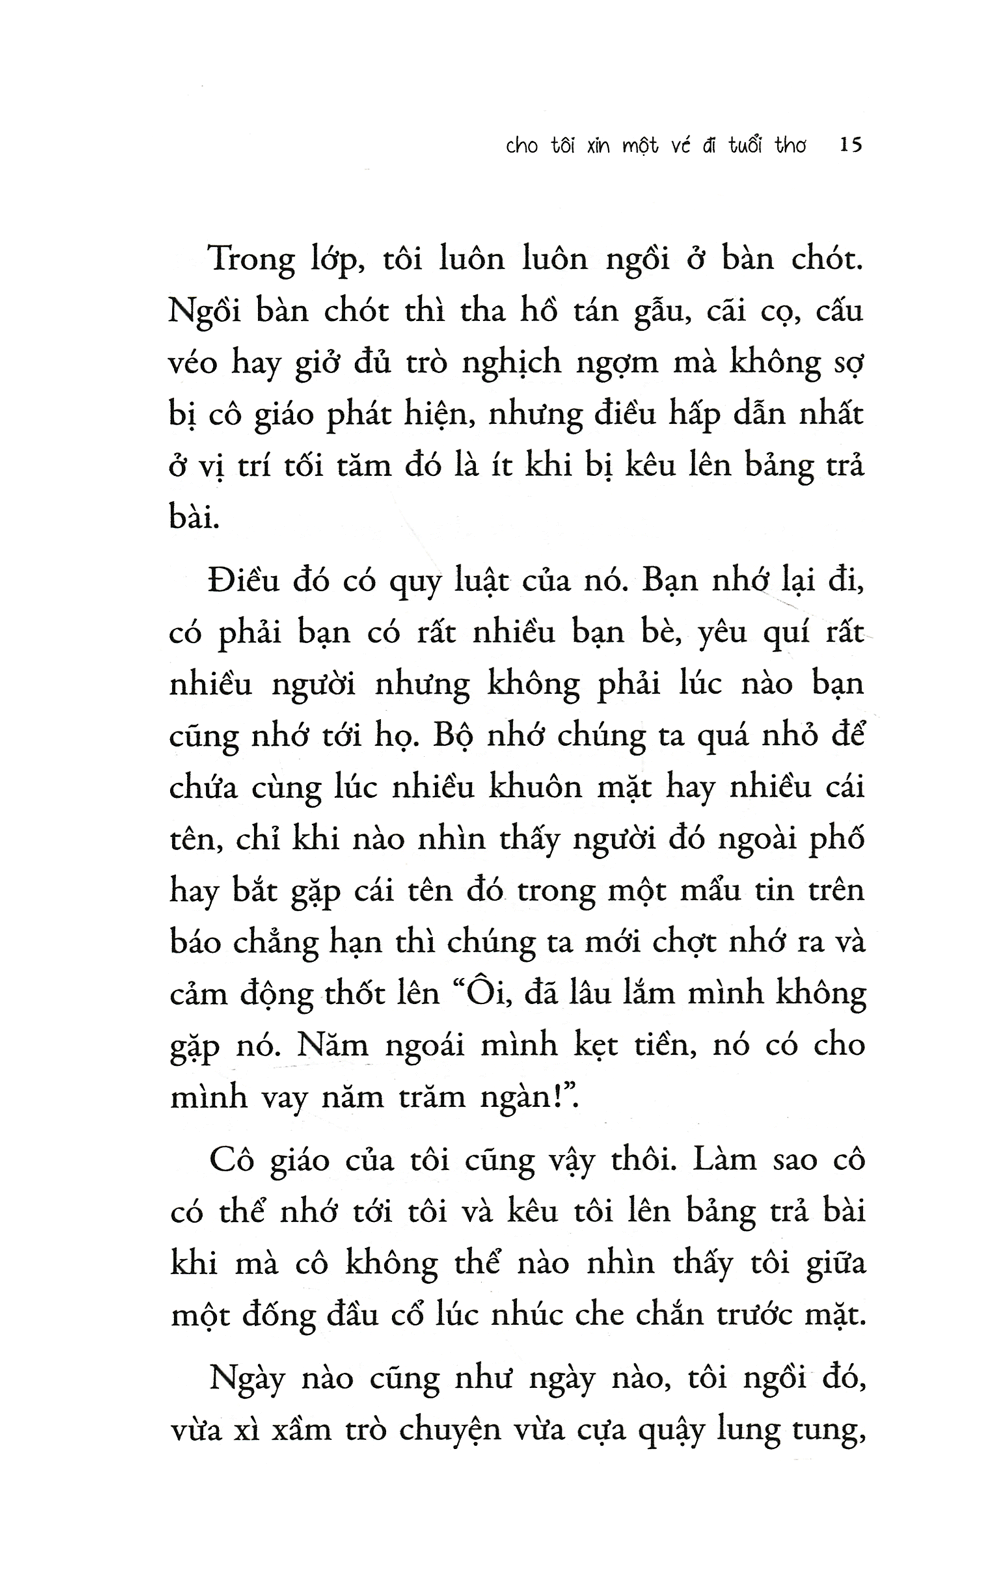 cho tôi xin một vé đi tuổi thơ 15
Trong lớp, tôi luôn luôn ngồi ở bàn chót.
Ngồi bàn chót thì tha hồ tán gẫu, cãi cọ, cấu
véo hay giở đủ trò nghịch ngợm mà không sợ
bị cô giáo phát hiện, nhưng điều hấp dẫn nhất
ở vị trí tối tăm đó là ít khi bị kêu lên bảng trả
bài.
Điều đó có quy luật của nó. Bạn nhớ lại đi,
có phải bạn có rất nhiều bạn bè, yêu quí rất
nhiều người nhưng không phải lúc nào bạn
cũng nhớ tới họ. Bộ nhớ chúng ta quá nhỏ để
chứa cùng lúc nhiều khuôn mặt hay nhiều cái
tên, chỉ khi nào nhìn thấy người đó ngoài phố
hay bắt gặp cái tên đó trong một mẩu tin trên
báo chẳng hạn thì chúng ta mới chợt nhớ ra và
cảm động thốt lên “Ôi, đã lâu lắm mình không
gặp nó. Năm ngoái mình kẹt tiền, nó có cho
mình vay năm trăm ngàn!”.
Cô giáo của tôi cũng vậy thôi. Làm sao cô
có thể nhớ tới tôi và kêu tôi lên bảng trả bài
khi mà cô không thể nào nhìn thấy tôi giữa
một đống đầu cổ lúc nhúc che chắn trước mặt.
Ngày nào cũng như ngày nào, tôi ngồi đó,
vừa xì xầm trò chuyện vừa cựa quậy lung tung,